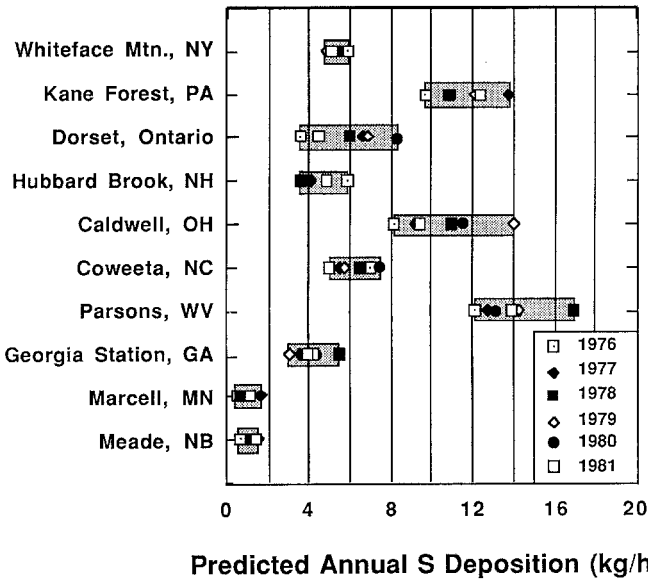 Whiteface Mtn., NY
Kane Forest, PA
Dorset, Ontario
Hubbard Brook, NH
Caldwell, OH
Coweeta, NC
Parsons, WV
Georgia Station, GA
Marcell, MN
Meade, NB
1976
1977
1978
1979
1980
1981
0 4 8 12 16 20
Predicted Annual S Deposition (kg/h